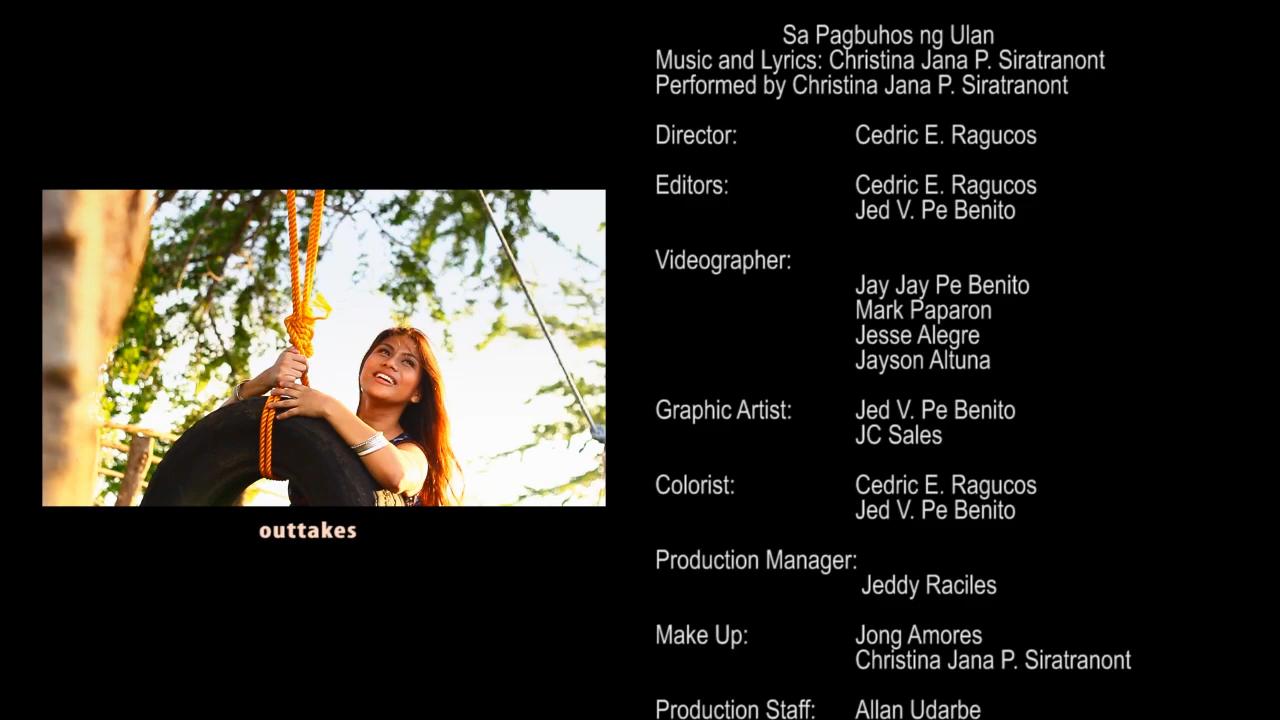 Sa Pagbuhos ng Ulan
Music and Lyrics: Christina Jana P. Siratranont
Performed by Christina Jana P. Siratranont
Director: Cedric E. Ragucos
Editors: Cedric E. Ragucos
Jed V. Pe Benito
Videographer:
Jay Jay Pe Benito
Mark Paparon
Jesse Alegre
Jayson Altuna
Graphic Artist: Jed V. Pe Benito
JC Sales
Colorist: Cedric E. Ragucos
Jed V. Pe Benito
Production Manager:
Jeddy Raciles
Make Up: Jong Amores
Christina Jana P. Siratranont
Production Staff: Allan Udarbe
outtakes